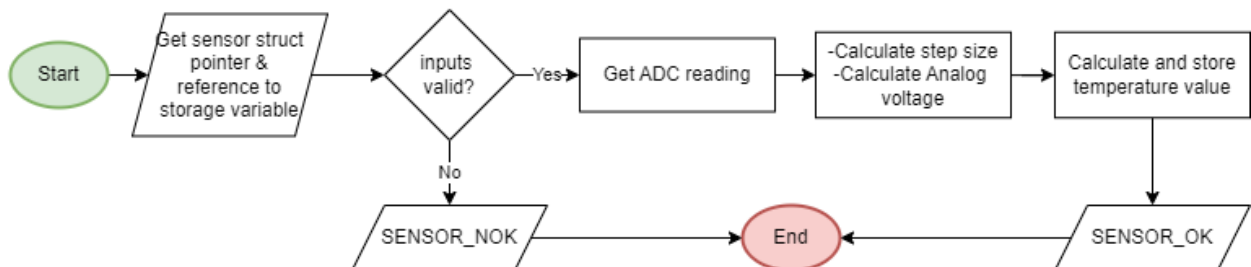 Start
Get sensor struct
pointer &
reference to
storage variable
inputs
valid?
Yes
Get ADC reading
-Calculate step size
-Calculate Analog
voltage
Calculate and store
temperature value
No
SENSOR_NOK
End
SENSOR_OK